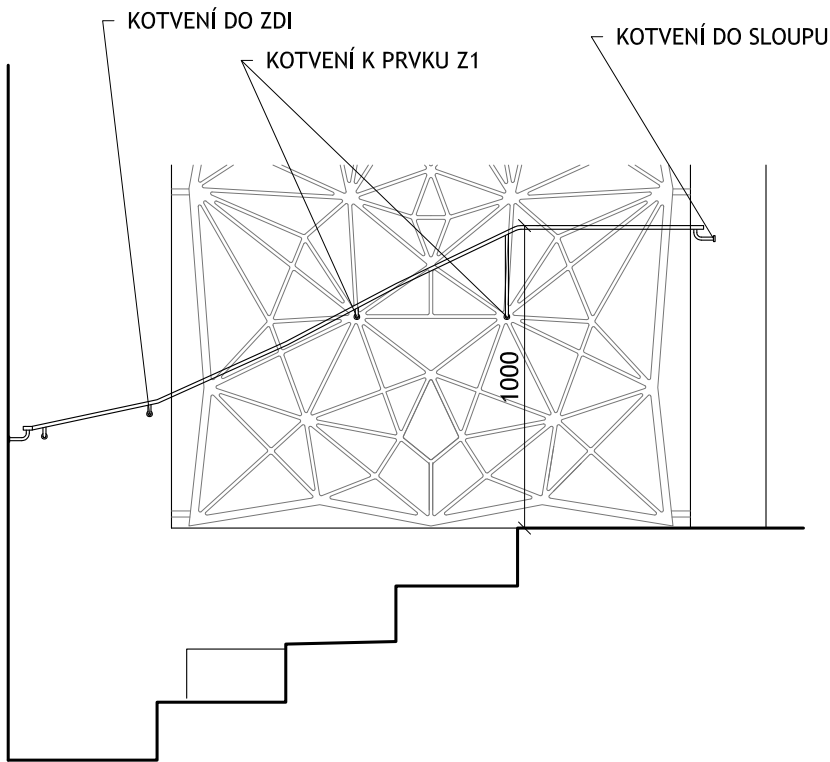 KOTVENÍ DO ZDI
KOTVENÍ K PRVKU Z1
KOTVENÍ DO SLOUPU
1000